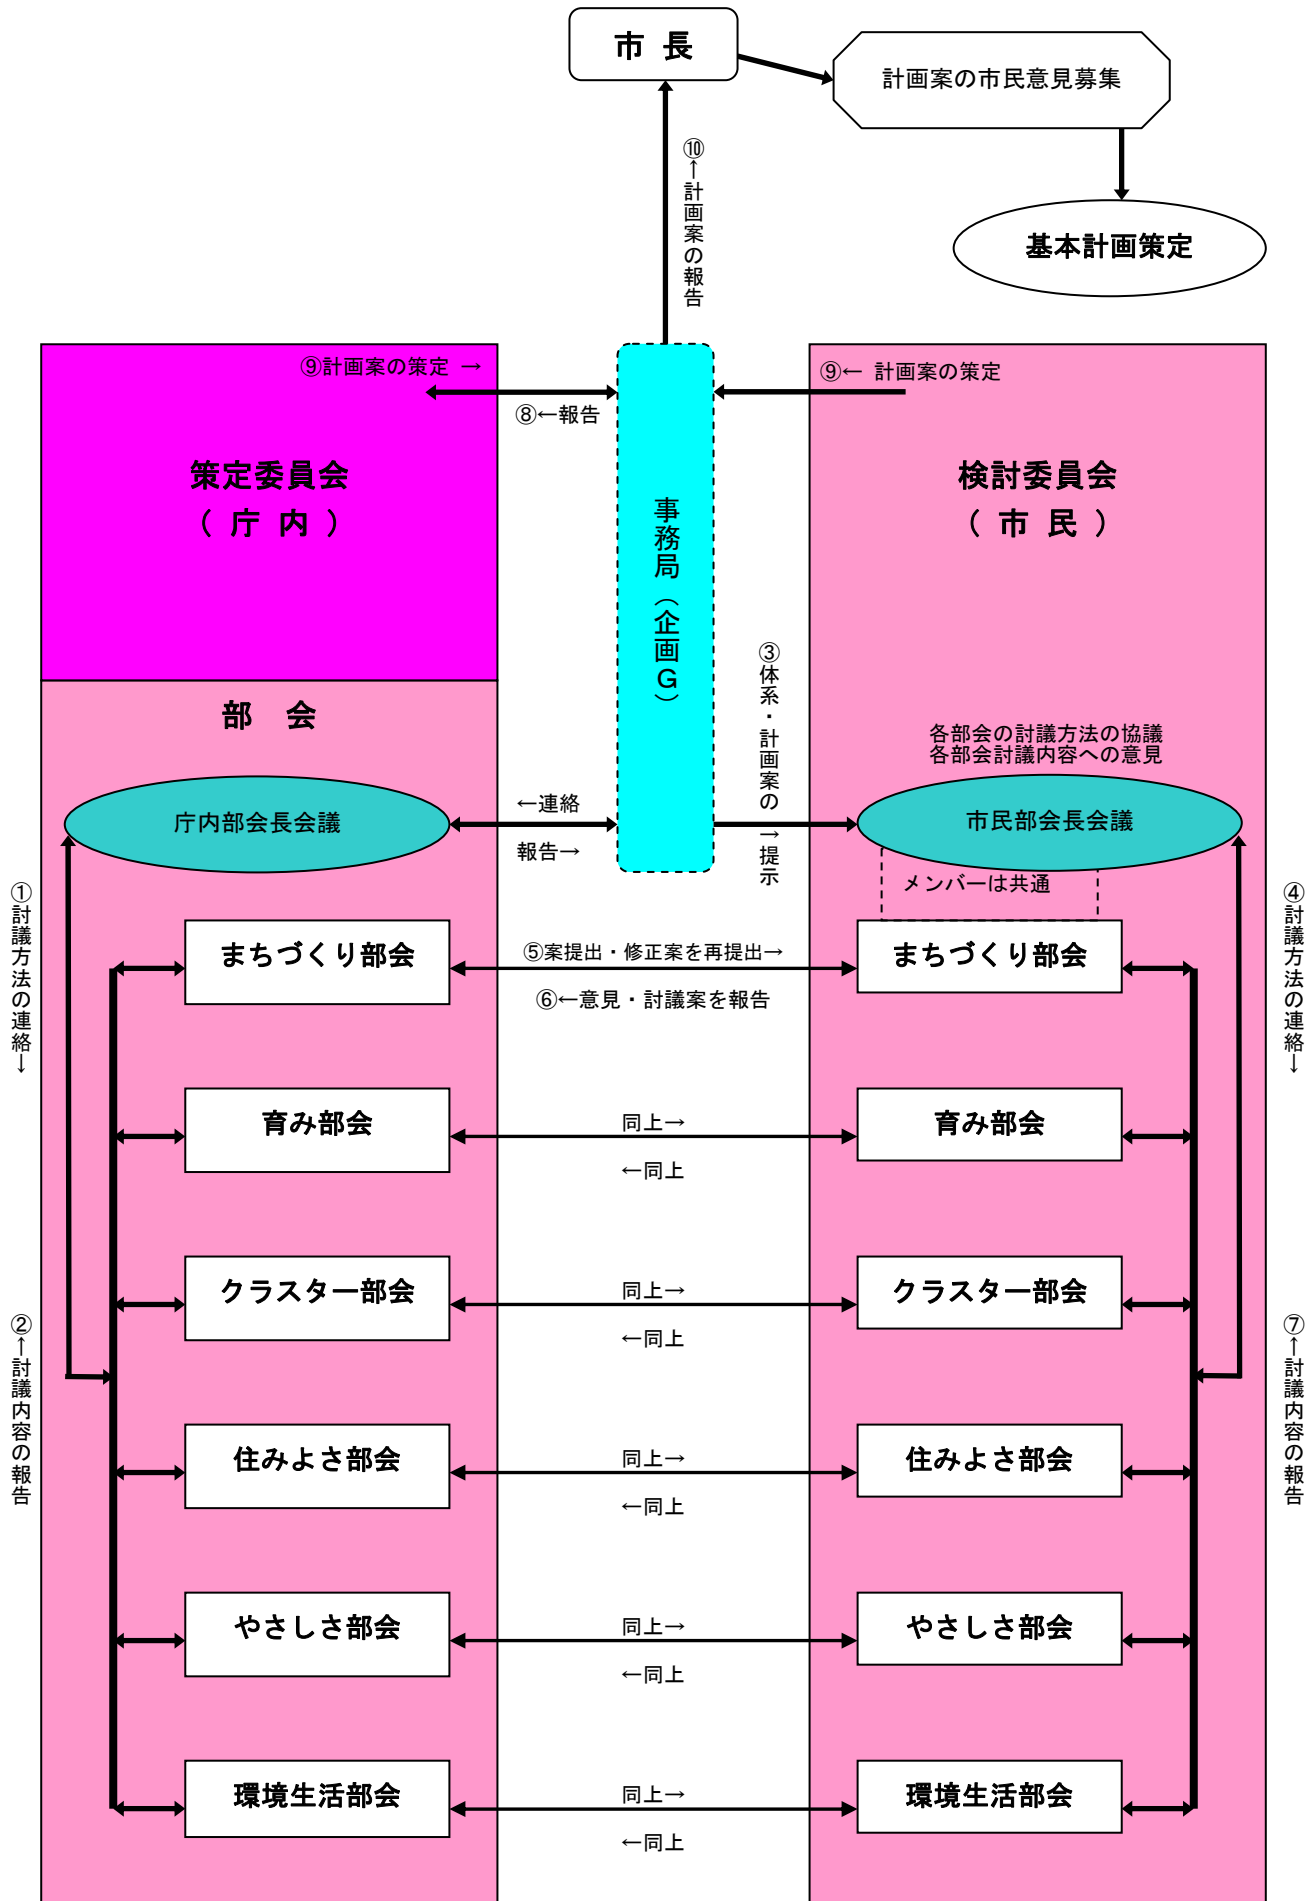 市 長
計画案の市民意見募集
⑩←計画案の報告
基本計画策定
⑨計画案の策定 →
⑧←報告
⑨← 計画案の策定
策定委員会
（ 庁 内 ）
事務局（企画G）
検討委員会
（ 市 民 ）
③体系・計画案の→提示
部 会
各部会の討議方法の協議
各部会討議内容への意見
庁内部会長会議
←連絡
報告→
市民部会長会議
メンバーは共通
①討議方法の連絡→
④討議方法の連絡→
まちづくり部会
⑤案提出・修正案を再提出→
⑥←意見・討議案を報告
まちづくり部会
育み部会
同上→
←同上
育み部会
クラスター部会
同上→
←同上
クラスター部会
②←討議内容の報告
⑦←討議内容の報告
住みよさ部会
同上→
←同上
住みよさ部会
やさしさ部会
同上→
←同上
やさしさ部会
環境生活部会
同上→
←同上
環境生活部会